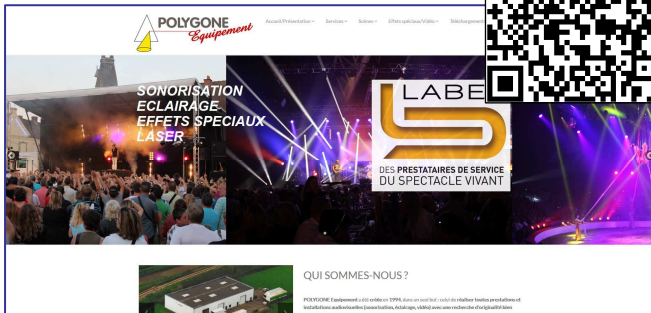 POLYGONE
Equipement
Accueil/Présentation Services Scènes Effets spéciaux/Vidéo Téléchargement
SONORISATION
ECLAIRAGE
EFFETS SPECIAUX
LASER
LABE
DES PRESTATAIRES DE SERVICE
DU SPECTACLE VIVANT
QUI SOMMES-NOUS ?
POLYGONE Equipement a été créée en 1994, dans un seul but : celui de réaliser toutes prestations et
installations audiovisuelles (sonorisation, éclairage, vidéo) avec une recherche d'originalité bien